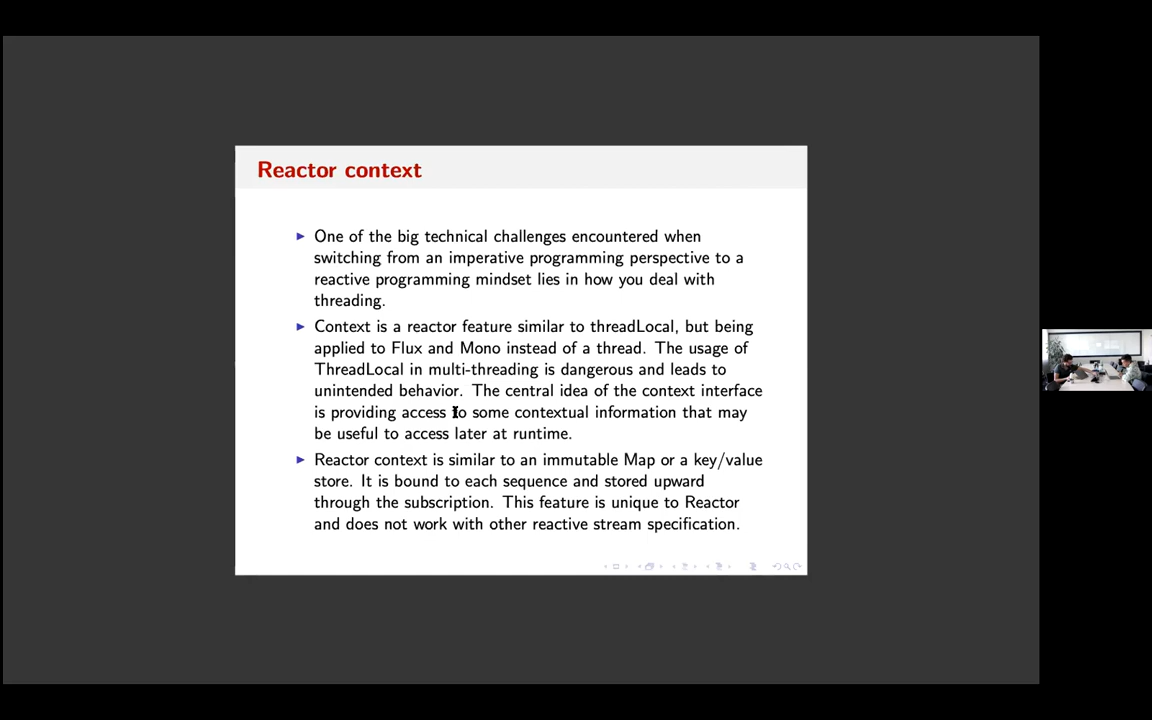 Reactor context
One of the big technical challenges encountered when
switching from an imperative programming perspective to a
reactive programming mindset lies in how you deal with
threading.
Context is a reactor feature similar to threadLocal, but being
applied to Flux and Mono instead of a thread. The usage of
ThreadLocal in multi-threading is dangerous and leads to
unintended behavior. The central idea of the context interface
is providing access to some contextual information that may
be useful to access later at runtime.
Reactor context is similar to an immutable Map or a key/value
store. It is bound to each sequence and stored upward
through the subscription. This feature is unique to Reactor
and does not work with other reactive stream specification.